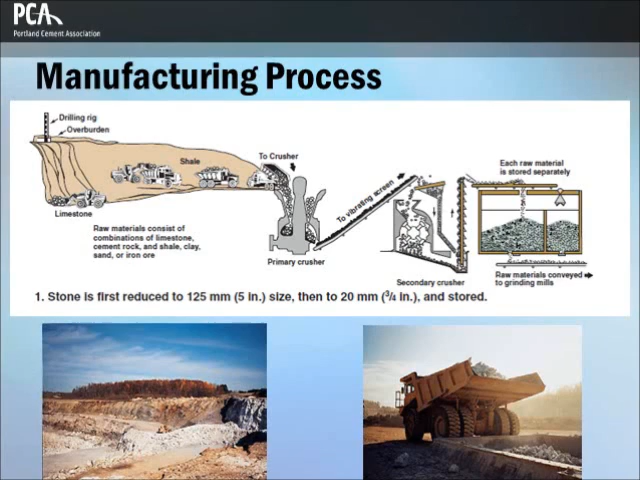 PCA
Portland Cement Association
Manufacturing Process
Drilling rig
Overburden
Shale
To Crusher
Limestone
Raw materials consist of
combinations of limestone,
cement rock, and shale, clay,
sand, or iron ore
Primary crusher
To vibrating screen
Secondary crusher
Each raw material
is stored separately
Raw materials conveyed
to grinding mills
1. Stone is first reduced to 125 mm (5 in.) size, then to 20 mm (3/4 in.), and stored.